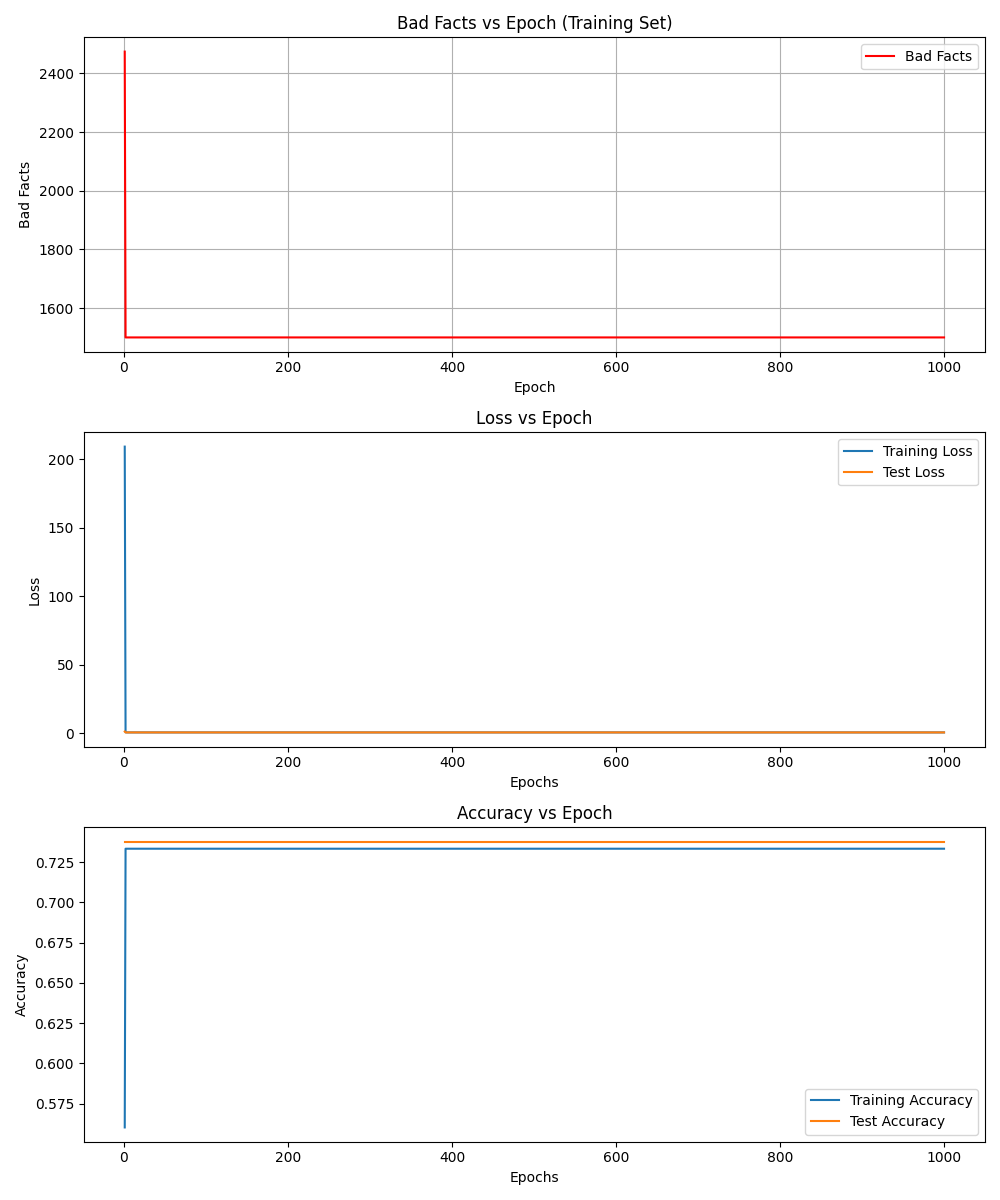 Bad Facts vs Epoch (Training Set)
Bad Facts
2400
2200
2000
1800
1600
Bad Facts
0 200 400 600 800 1000
Epoch
Loss vs Epoch
Training Loss
Test Loss
200
150
100
50
0
Loss
0 200 400 600 800 1000
Epochs
Accuracy vs Epoch
0.725
0.700
0.675
0.650
0.625
0.600
0.575
Accuracy
Training Accuracy
Test Accuracy
0 200 400 600 800 1000
Epochs